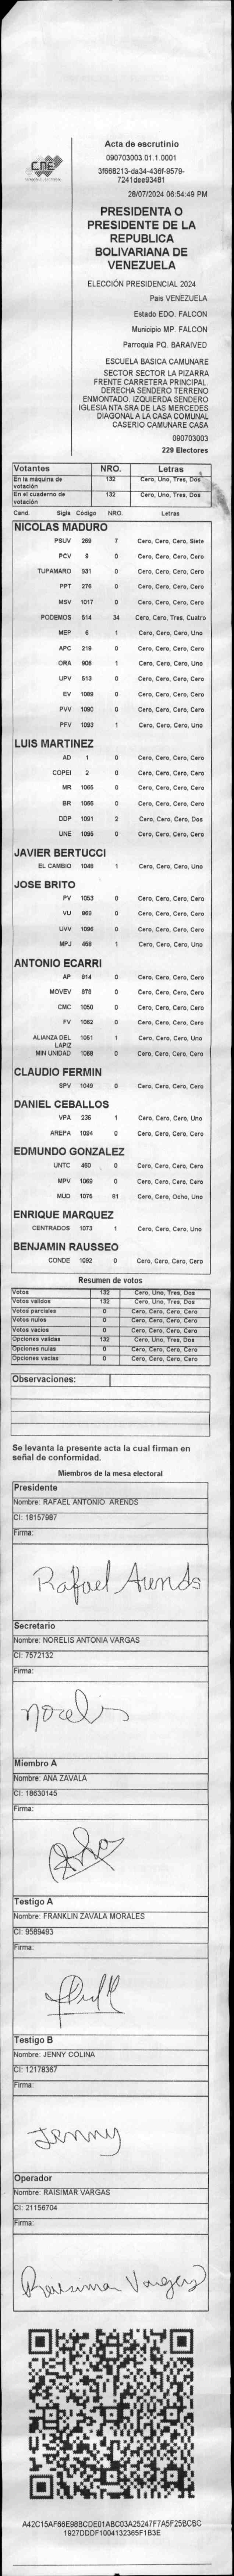 CNE
Acta de escrutinio
090703003.01.1.0001
3f668213-da34-436f-8579-
7241dee93481
28/07/2024 06:54:49 PM
PRESIDENTA O
PRESIDENTE DE LA
REPUBLICA
BOLIVARIANA DE
VENEZUELA
ELECCIÓN PRESIDENCIAL 2024
País VENEZUELA
Estado EDO. FALCON
Municipio MP. FALCON
Parroquia PQ. BARAIVED
ESCUELA BASICA CAMUNARE
SECTOR SECTOR LA PIZARRA
FRENTE CARRETERA PRINCIPAL.
DERECHA SENDERO TERRENO
ENMONTADO. IZQUIERDA SENDERO
IGLESIA NTA SRA DE LAS MERCEDES
DIAGONAL A LA CASA COMUNAL
CASERIO CAMUNARE CASA
090703003
229 Electores
Votantes NRO. Letras
En la máquina de votación 132 Cero, Uno, Tres, Dos
En el cuaderno de votación 132 Cero, Uno, Tres, Dos
Cand. Sigla Código NRO. Letras
NICOLAS MADURO
PSUV 269 7 Cero, Cero, Cero, Siete
PCV 9 0 Cero, Cero, Cero, Cero
TUPAMARO 931 0 Cero, Cero, Cero, Cero
PPT 276 0 Cero, Cero, Cero, Cero
MSV 1017 0 Cero, Cero, Cero, Cero
PODEMOS 514 34 Cero, Cero, Tres, Cuatro
MEP 6 1 Cero, Cero, Cero, Uno
APC 219 0 Cero, Cero, Cero, Cero
ORA 906 1 Cero, Cero, Cero, Uno
UPV 513 0 Cero, Cero, Cero, Cero
EV 1089 0 Cero, Cero, Cero, Cero
PVV 1090 0 Cero, Cero, Cero, Cero
PFV 1093 1 Cero, Cero, Cero, Uno
LUIS MARTINEZ
AD 1 0 Cero, Cero, Cero, Cero
COPEI 2 0 Cero, Cero, Cero, Cero
MR 1065 0 Cero, Cero, Cero, Cero
BR 1066 0 Cero, Cero, Cero, Cero
DDP 1091 2 Cero, Cero, Cero, Dos
UNE 1095 0 Cero, Cero, Cero, Cero
JAVIER BERTUCCI
EL CAMBIO 1048 1 Cero, Cero, Cero, Uno
JOSE BRITO
PV 1053 0 Cero, Cero, Cero, Cero
VU 869 0 Cero, Cero, Cero, Cero
UVV 1096 0 Cero, Cero, Cero, Cero
MPJ 458 1 Cero, Cero, Cero, Uno
ANTONIO ECARRI
AP 814 0 Cero, Cero, Cero, Cero
MOVEV 878 0 Cero, Cero, Cero, Cero
CMC 1050 0 Cero, Cero, Cero, Cero
FV 1062 0 Cero, Cero, Cero, Cero
ALIANZA DEL LAPIZ 1051 1 Cero, Cero, Cero, Uno
MIN UNIDAD 1088 0 Cero, Cero, Cero, Cero
CLAUDIO FERMIN
SPV 1049 0 Cero, Cero, Cero, Cero
DANIEL CEBALLOS
VPA 236 1 Cero, Cero, Cero, Uno
AREPA 1094 0 Cero, Cero, Cero, Cero
EDMUNDO GONZALEZ
UNTC 460 0 Cero, Cero, Cero, Cero
MPV 1069 0 Cero, Cero, Cero, Cero
MUD 1075 81 Cero, Cero, Ocho, Uno
ENRIQUE MARQUEZ
CENTRADOS 1073 1 Cero, Cero, Cero, Uno
BENJAMIN RAUSSEO
CONDE 1092 0 Cero, Cero, Cero, Cero
Resumen de votos
Votos 132 Cero, Uno, Tres, Dos
Votos validos 132 Cero, Uno, Tres, Dos
Votos parciales 0 Cero, Cero, Cero, Cero
Votos nulos 0 Cero, Cero, Cero, Cero
Votos vacios 0 Cero, Cero, Cero, Cero
Opciones validas 132 Cero, Uno, Tres, Dos
Opciones nulas 0 Cero, Cero, Cero, Cero
Opciones vacias 0 Cero, Cero, Cero, Cero
Observaciones:
Se levanta la presente acta la cual firman en
señal de conformidad.
Miembros de la mesa electoral
Presidente
Nombre: RAFAEL ANTONIO ARENDS
CI: 18157987
Firma:
Rafael Arends
Secretario
Nombre: NORELIS ANTONIA VARGAS
CI: 7572132
Firma:
Norelis
Miembro A
Nombre: ANA ZAVALA
CI: 18630145
Firma:
Testigo A
Nombre: FRANKLIN ZAVALA MORALES
CI: 9589493
Firma:
Testigo B
Nombre: JENNY COLINA
CI: 12178367
Firma:
Jenny
Operador
Nombre: RAISIMAR VARGAS
CI: 21156704
Firma:
Raisimar Vargas
A42C15AF66E98BCDE01ABC03A25247F7A5F25BCBC
1927DDDF1004132365F1B3E